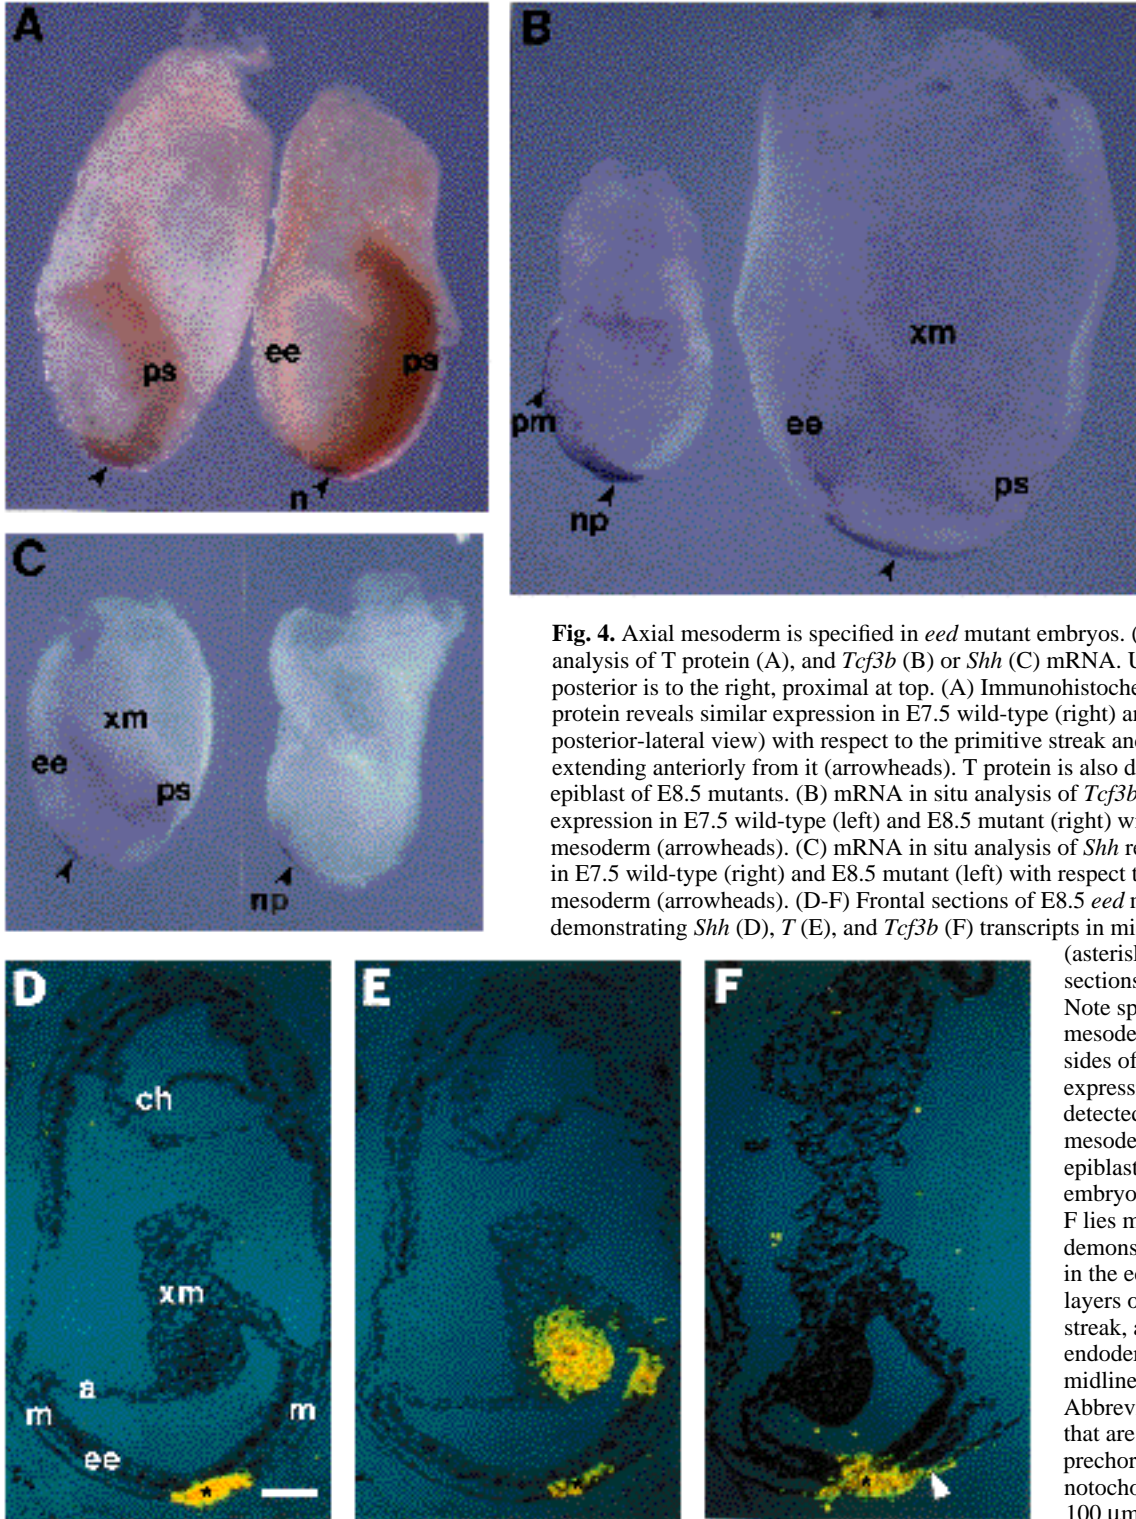 A
B
ps
ee
ps
n
xm
pm
ee
ps
np
C
xm
ee
ps
np
Fig. 4. Axial mesoderm is specified in eed mutant embryos. (
analysis of T protein (A), and Tcf3b (B) or Shh (C) mRNA. U
posterior is to the right, proximal at top. (A) Immunohistoche
protein reveals similar expression in E7.5 wild-type (right) an
posterior-lateral view) with respect to the primitive streak and
extending anteriorly from it (arrowheads). T protein is also d
epiblast of E8.5 mutants. (B) mRNA in situ analysis of Tcf3b
expression in E7.5 wild-type (left) and E8.5 mutant (right) wi
mesoderm (arrowheads). (C) mRNA in situ analysis of Shh re
in E7.5 wild-type (right) and E8.5 mutant (left) with respect t
mesoderm (arrowheads). (D-F) Frontal sections of E8.5 eed m
demonstrating Shh (D), T (E), and Tcf3b (F) transcripts in mi
(asterisk
sections
Note sp
mesode
sides of
express
detected
mesode
epiblast
embryo
F lies m
demons
in the ec
layers o
streak, a
endoder
midline
Abbrev
that are
prechor
notocho
100 µm
D
E
F
ch
xm
a
m
m
ee
*
*
*